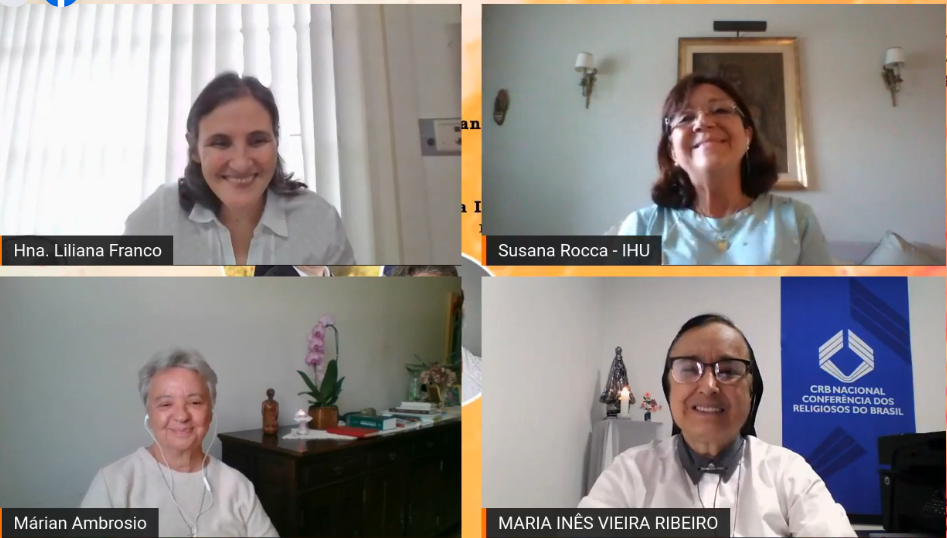 an
Hna. Liliana Franco
Susana Rocca - IHU
CRB NACIONAL
CONFERÊNCIA DOS
RELIGIOSOS DO BRASIL
Márian Ambrosio
MARIA INÊS VIEIRA RIBEIRO